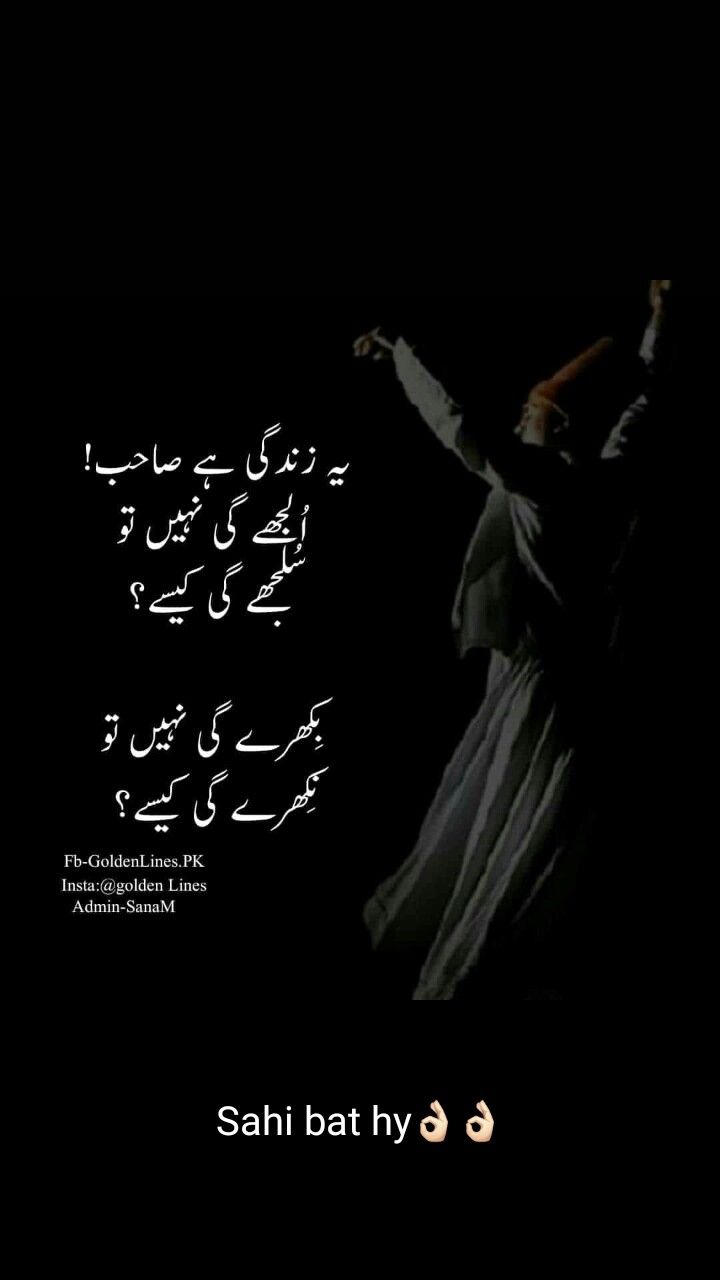 یہ زندگی ہے صاحب!
اُلجھے گی نہیں تو
سُلجھے گی کیسے؟
بِکھرے گی نہیں تو
نِکھرے گی کیسے؟
Fb-GoldenLines.PK
Insta:@golden Lines
Admin-SanaM
Sahi bat hy👌🏻👌🏻